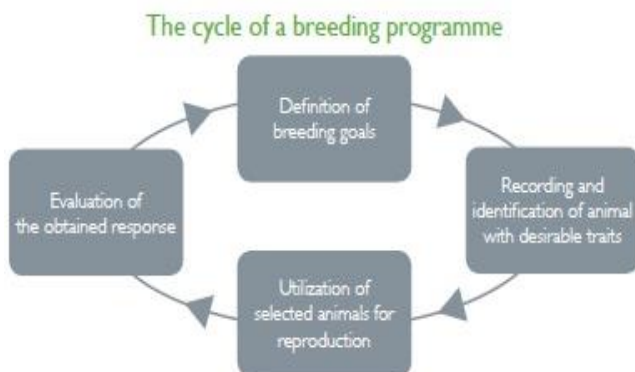 The cycle of a breeding programme
Definition of
breeding goals
Recording and
identification of animal
with desirable traits
Utilization of
selected animals for
reproduction
Evaluation of
the obtained response